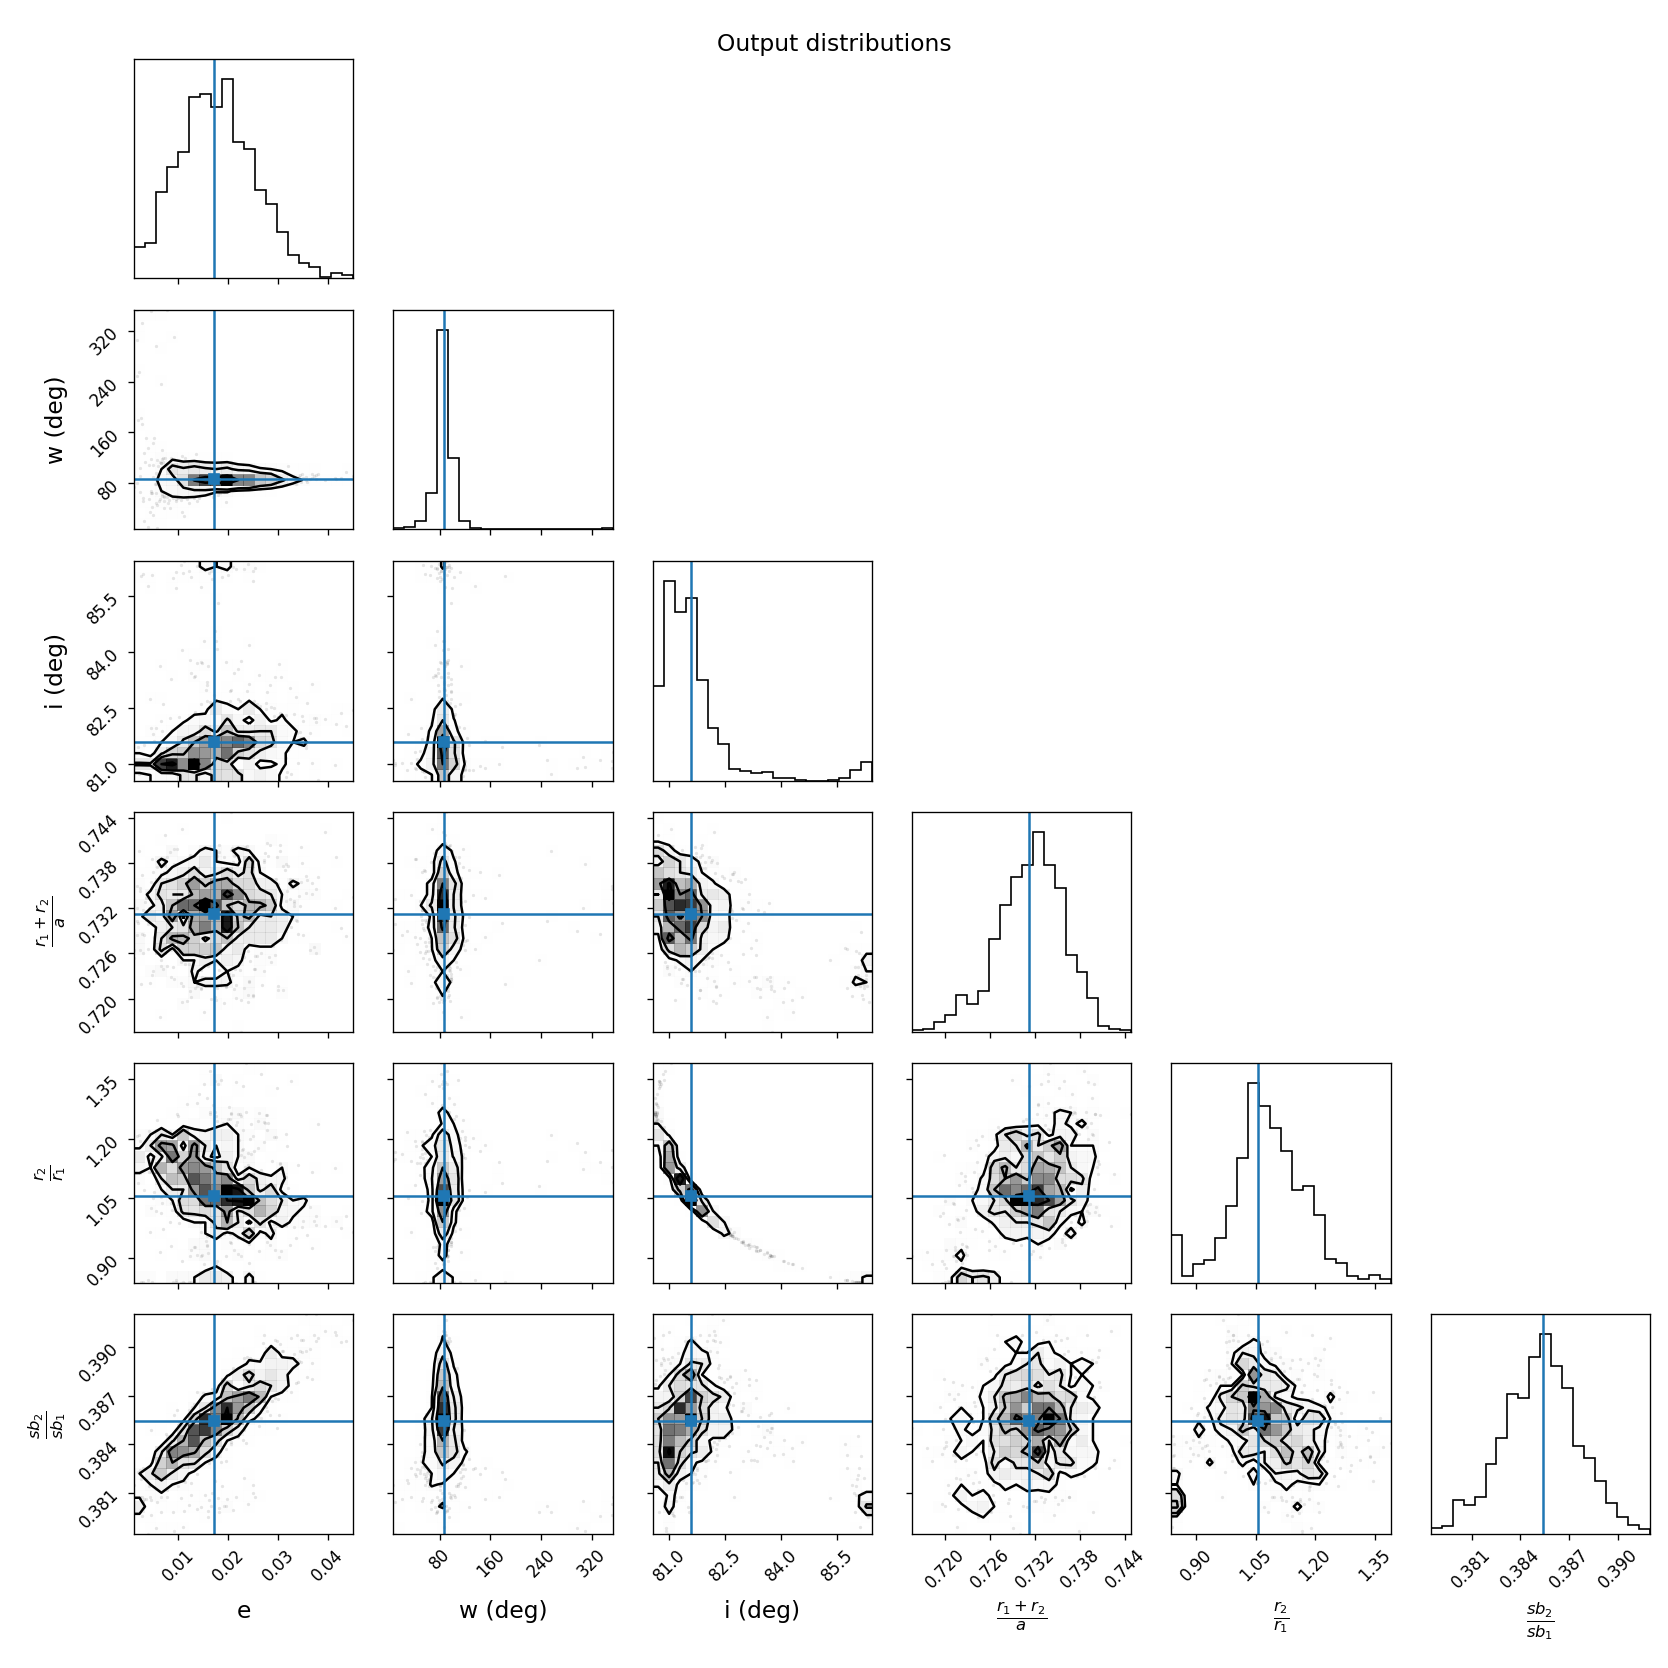 Output distributions
w (deg)
320
240
160
80
i (deg)
85.5
84.0
82.5
81.0
r₁ + r₂
a
0.744
0.738
0.732
0.726
0.720
r₂
r₁
1.35
1.20
1.05
0.90
sb₂
sb₁
0.390
0.387
0.384
0.381
0.01 0.02 0.03 0.04
80 160 240 320
81.0 82.5 84.0 85.5
0.720 0.726 0.732 0.738 0.744
0.90 1.05 1.20 1.35
0.381 0.384 0.387 0.390
e
w (deg)
i (deg)
r₁ + r₂
a
r₂
r₁
sb₂
sb₁